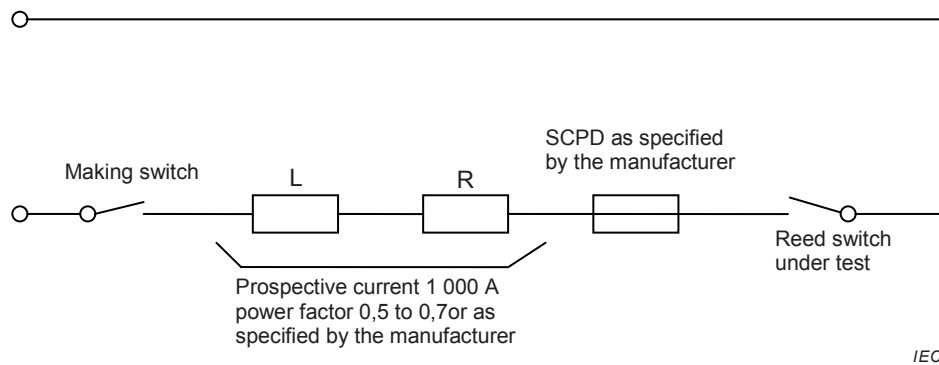 SCPD as specified
by the manufacturer
Making switch
L
R
Reed switch
under test
Prospective current 1 000 A
power factor 0,5 to 0,7or as
specified by the manufacturer
IEC